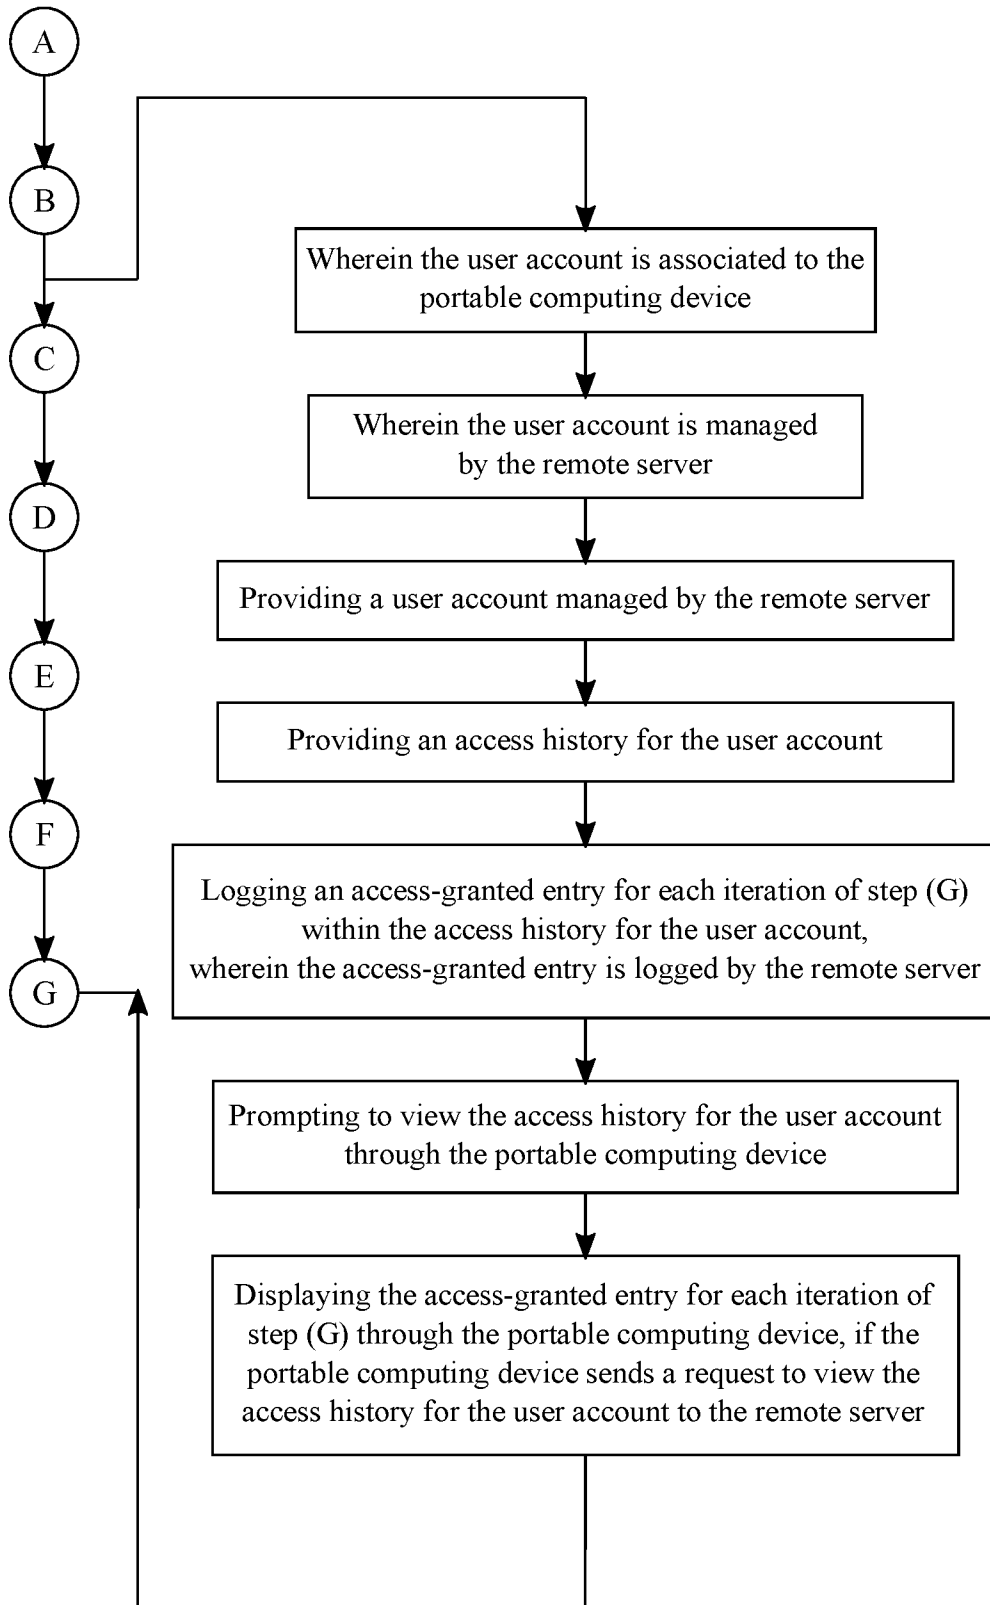 A
B
C
D
E
F
G
Wherein the user account is associated to the
portable computing device
Wherein the user account is managed
by the remote server
Providing a user account managed by the remote server
Providing an access history for the user account
Logging an access-granted entry for each iteration of step (G)
within the access history for the user account,
wherein the access-granted entry is logged by the remote server
Prompting to view the access history for the user account
through the portable computing device
Displaying the access-granted entry for each iteration of
step (G) through the portable computing device, if the
portable computing device sends a request to view the
access history for the user account to the remote server